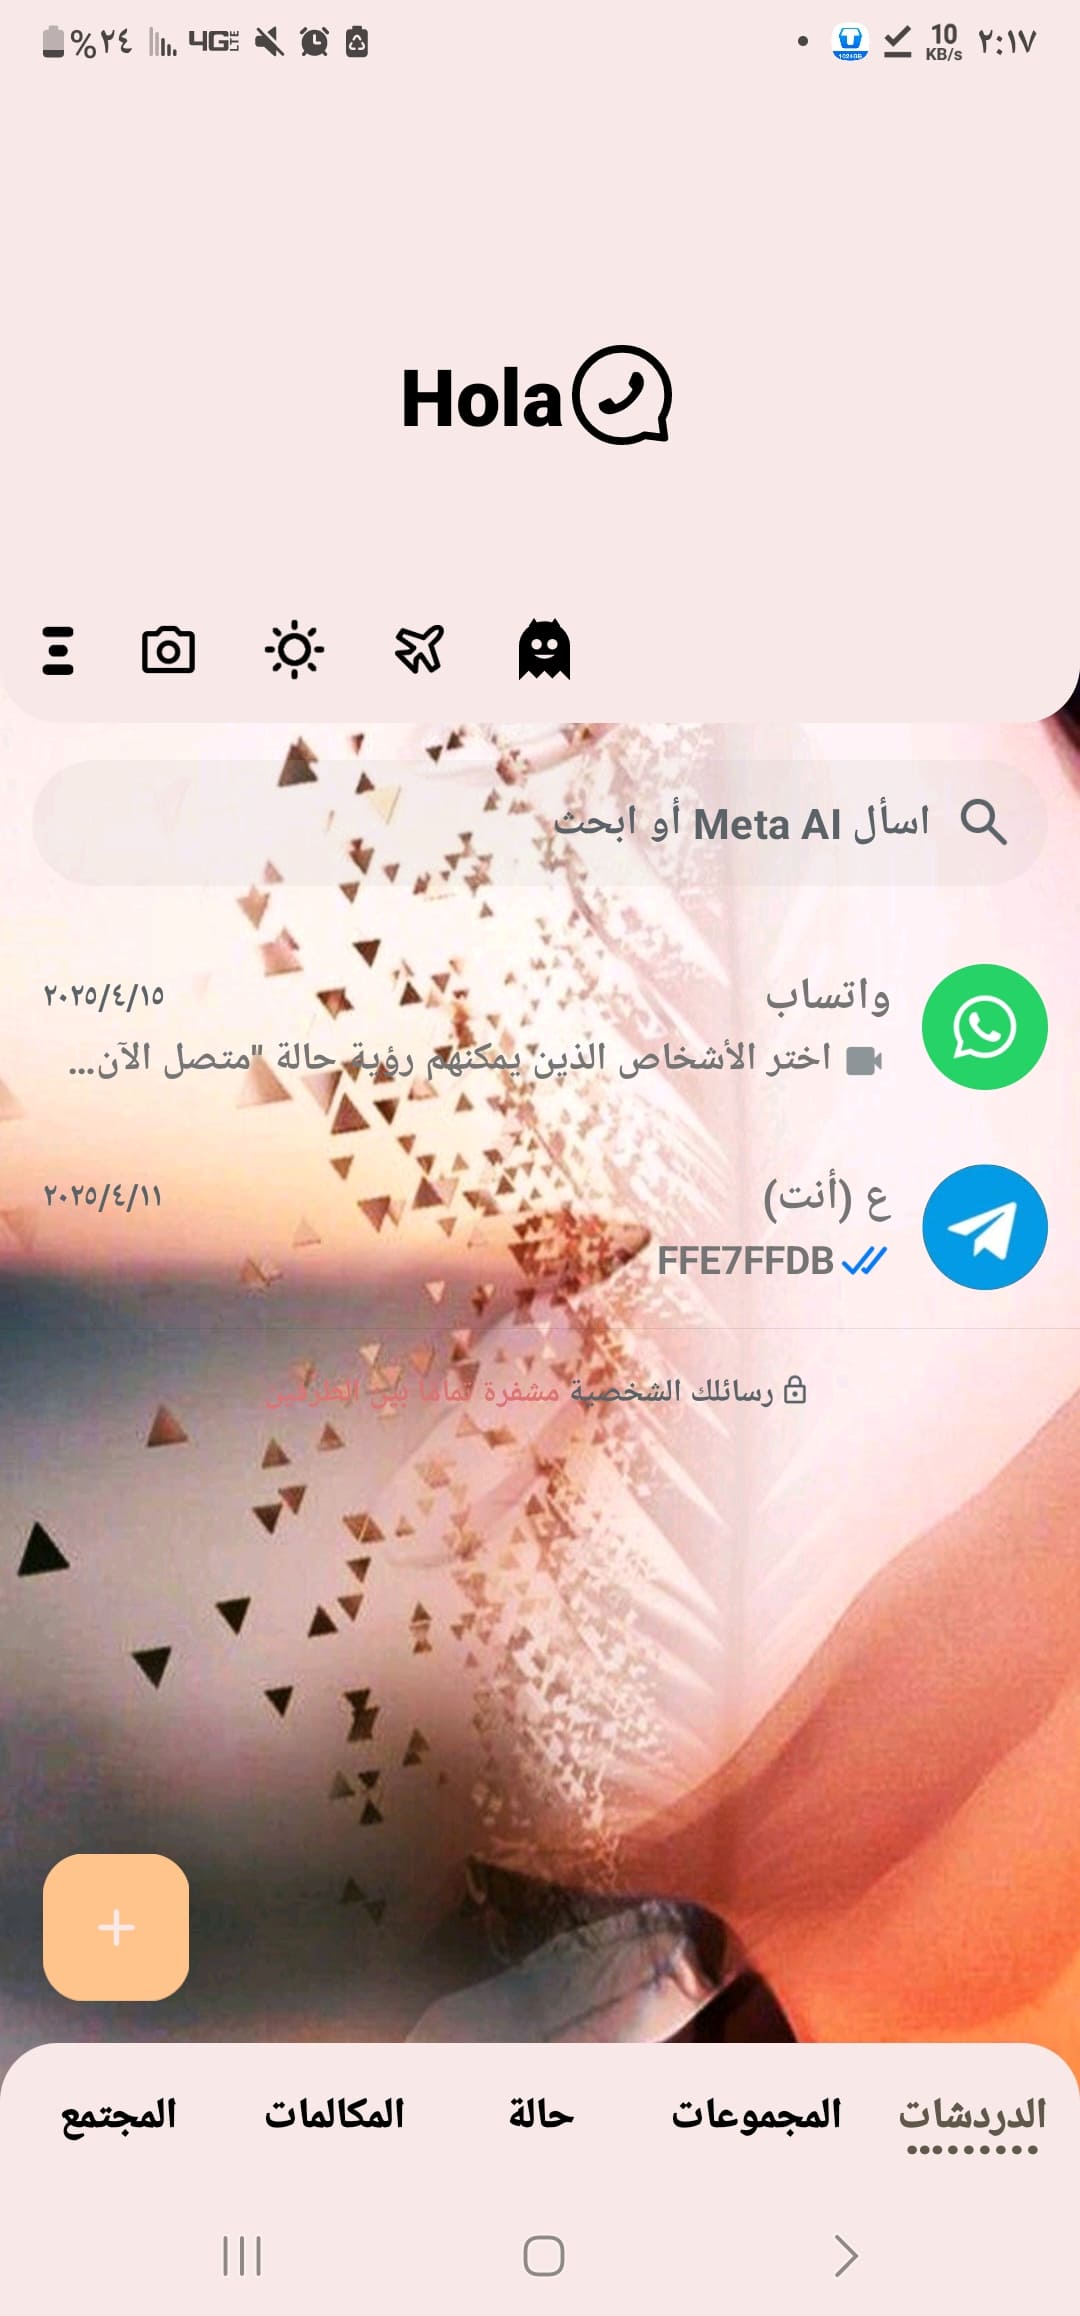 ٢:١٧ 10 KB/s 4G LTE ٢٤%
Hola
اسأل Meta AI أو ابحث
واتساب ٢٠٢٥/٤/١٥
اختر الأشخاص الذين يمكنهم رؤية حالة "متصل الآن...
ع (أنت) ٢٠٢٥/٤/١١
FFE7FFDB
رسائلك الشخصية مشفرة تماما بين الطرفين
الدردشات المجموعات حالة المكالمات المجتمع